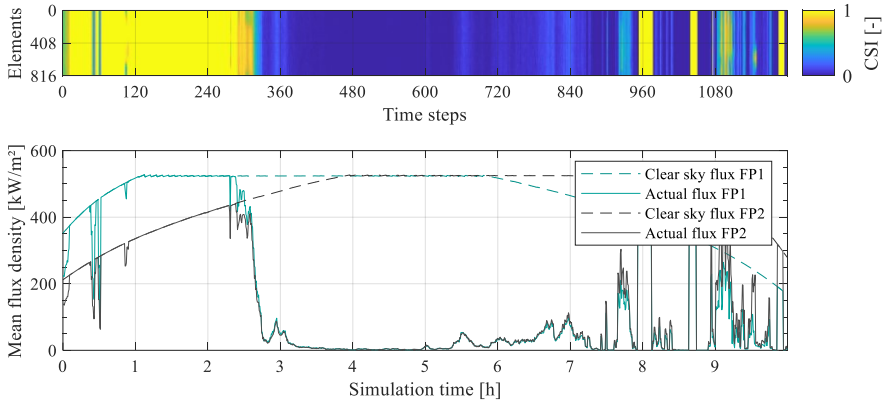 0
408
816
Elements
0 120 240 360 480 600 720 840 960 1080
Time steps
1
0
CSI [-]
600
400
200
0
Mean flux density [kW/m²]
Clear sky flux FP1
Actual flux FP1
Clear sky flux FP2
Actual flux FP2
0 1 2 3 4 5 6 7 8 9
Simulation time [h]